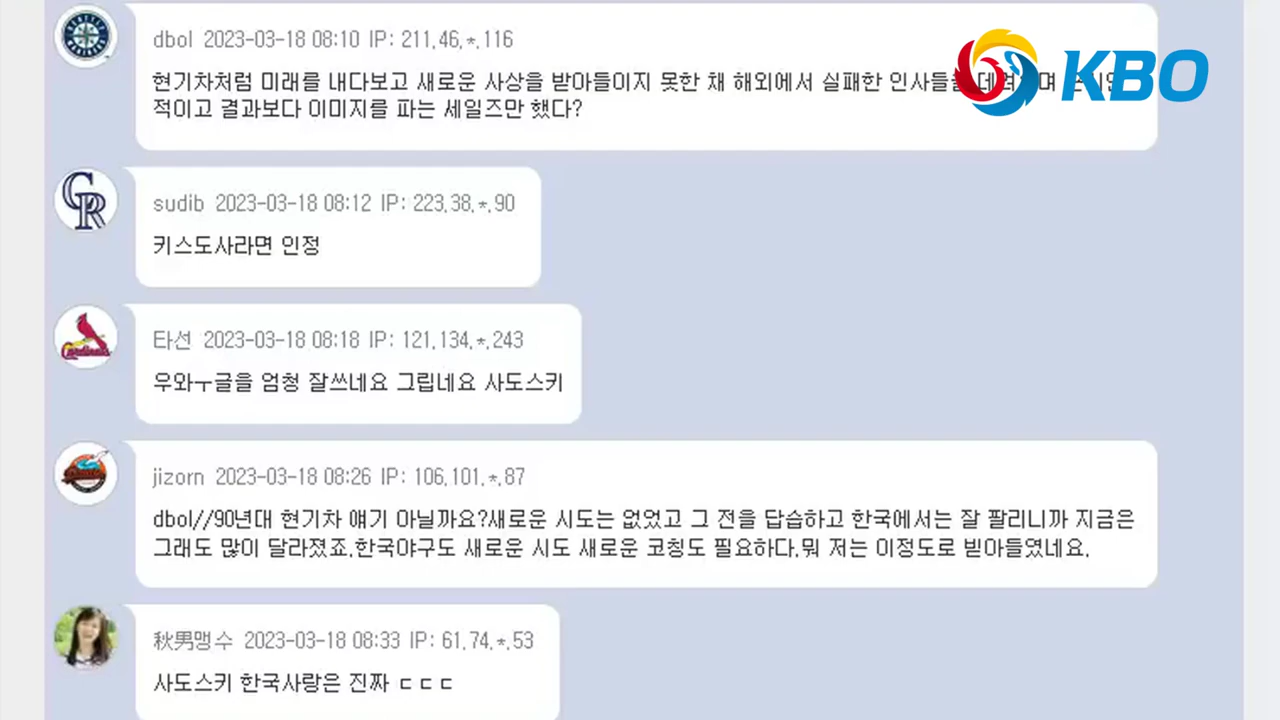 dbol 2023-03-18 08:10 IP: 211.46.*.116
현기차처럼 미래를 내다보고 새로운 사상을 받아들이지 못한 채 해외에서 실패한 인사들을
적이고 결과보다 이미지를 파는 세일즈만 했다?
KBO
sudib 2023-03-18 08:12 IP: 223.38.*.90
키스도사라면 인정
Cardinals
타선 2023-03-18 08:18 IP: 121.134.*.243
우와ㅜ글을 엄청 잘쓰네요 그립네요 사도스키
jizorn 2023-03-18 08:26 IP: 106.101.*.87
dbol//90년대 현기차 얘기 아닐까요?새로운 시도는 없었고 그 전을 답습하고 한국에서는 잘 팔리니까 지금은
그래도 많이 달라졌죠.한국야구도 새로운 시도 새로운 코칭도 필요하다.뭐 저는 이정도로 빋아들였네요.
秋男맹수 2023-03-18 08:33 IP: 61.74.*.53
사도스키 한국사랑은 진짜 ㄷㄷㄷ